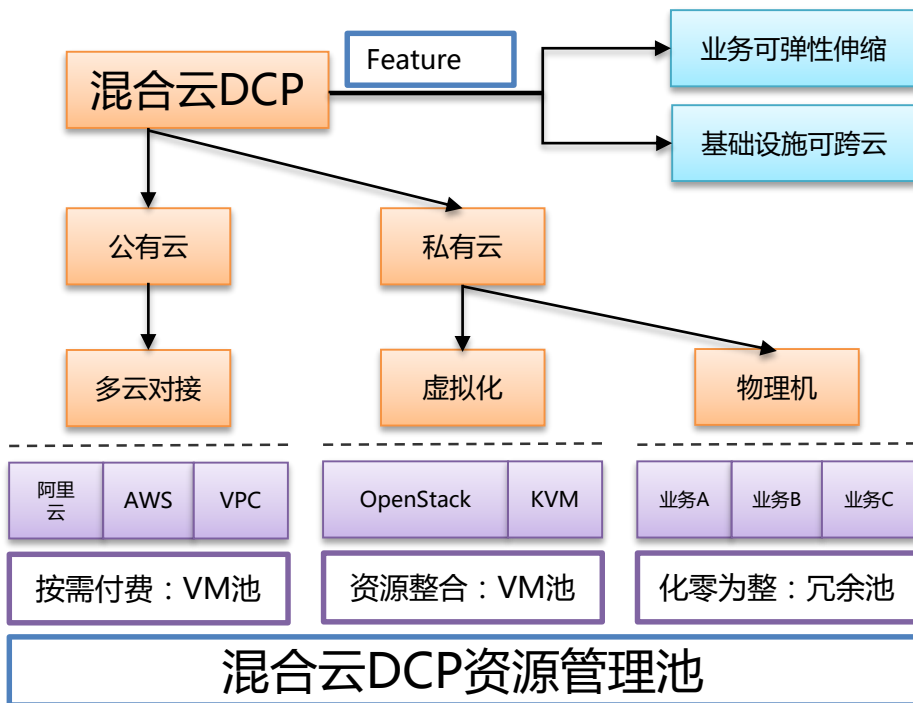 混合云DCP
Feature
业务可弹性伸缩
基础设施可跨云
公有云
私有云
多云对接
虚拟化
物理机
阿里
云
AWS
VPC
OpenStack
KVM
业务A
业务B
业务C
按需付费：VM池
资源整合：VM池
化零为整：冗余池
混合云DCP资源管理池